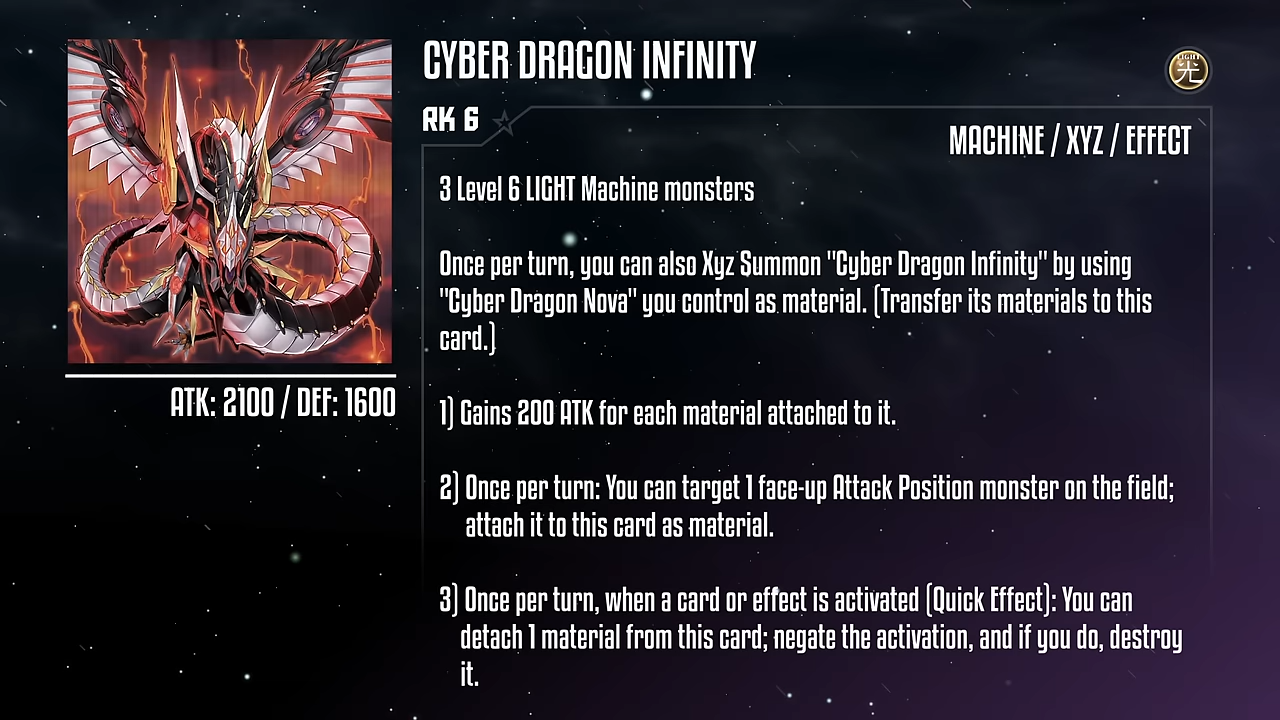 CYBER DRAGON INFINITY
LIGHT
光
RK 6
MACHINE / XYZ / EFFECT
3 Level 6 LIGHT Machine monsters
Once per turn, you can also Xyz Summon "Cyber Dragon Infinity" by using
"Cyber Dragon Nova" you control as material. (Transfer its materials to this
card.)
1) Gains 200 ATK for each material attached to it.
2) Once per turn: You can target 1 face-up Attack Position monster on the field;
attach it to this card as material.
3) Once per turn, when a card or effect is activated (Quick Effect): You can
detach 1 material from this card; negate the activation, and if you do, destroy
it.
ATK: 2100 / DEF: 1600